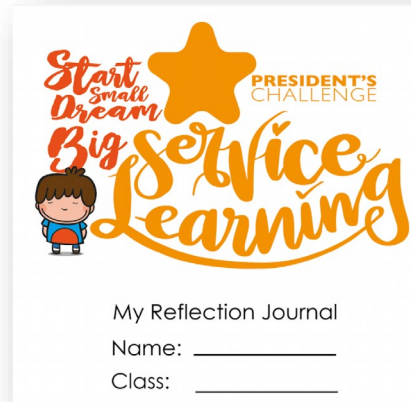 Start
Small
Dream
Big
PRESIDENT'S
CHALLENGE
Service
Learning
My Reflection Journal
Name:
Class: